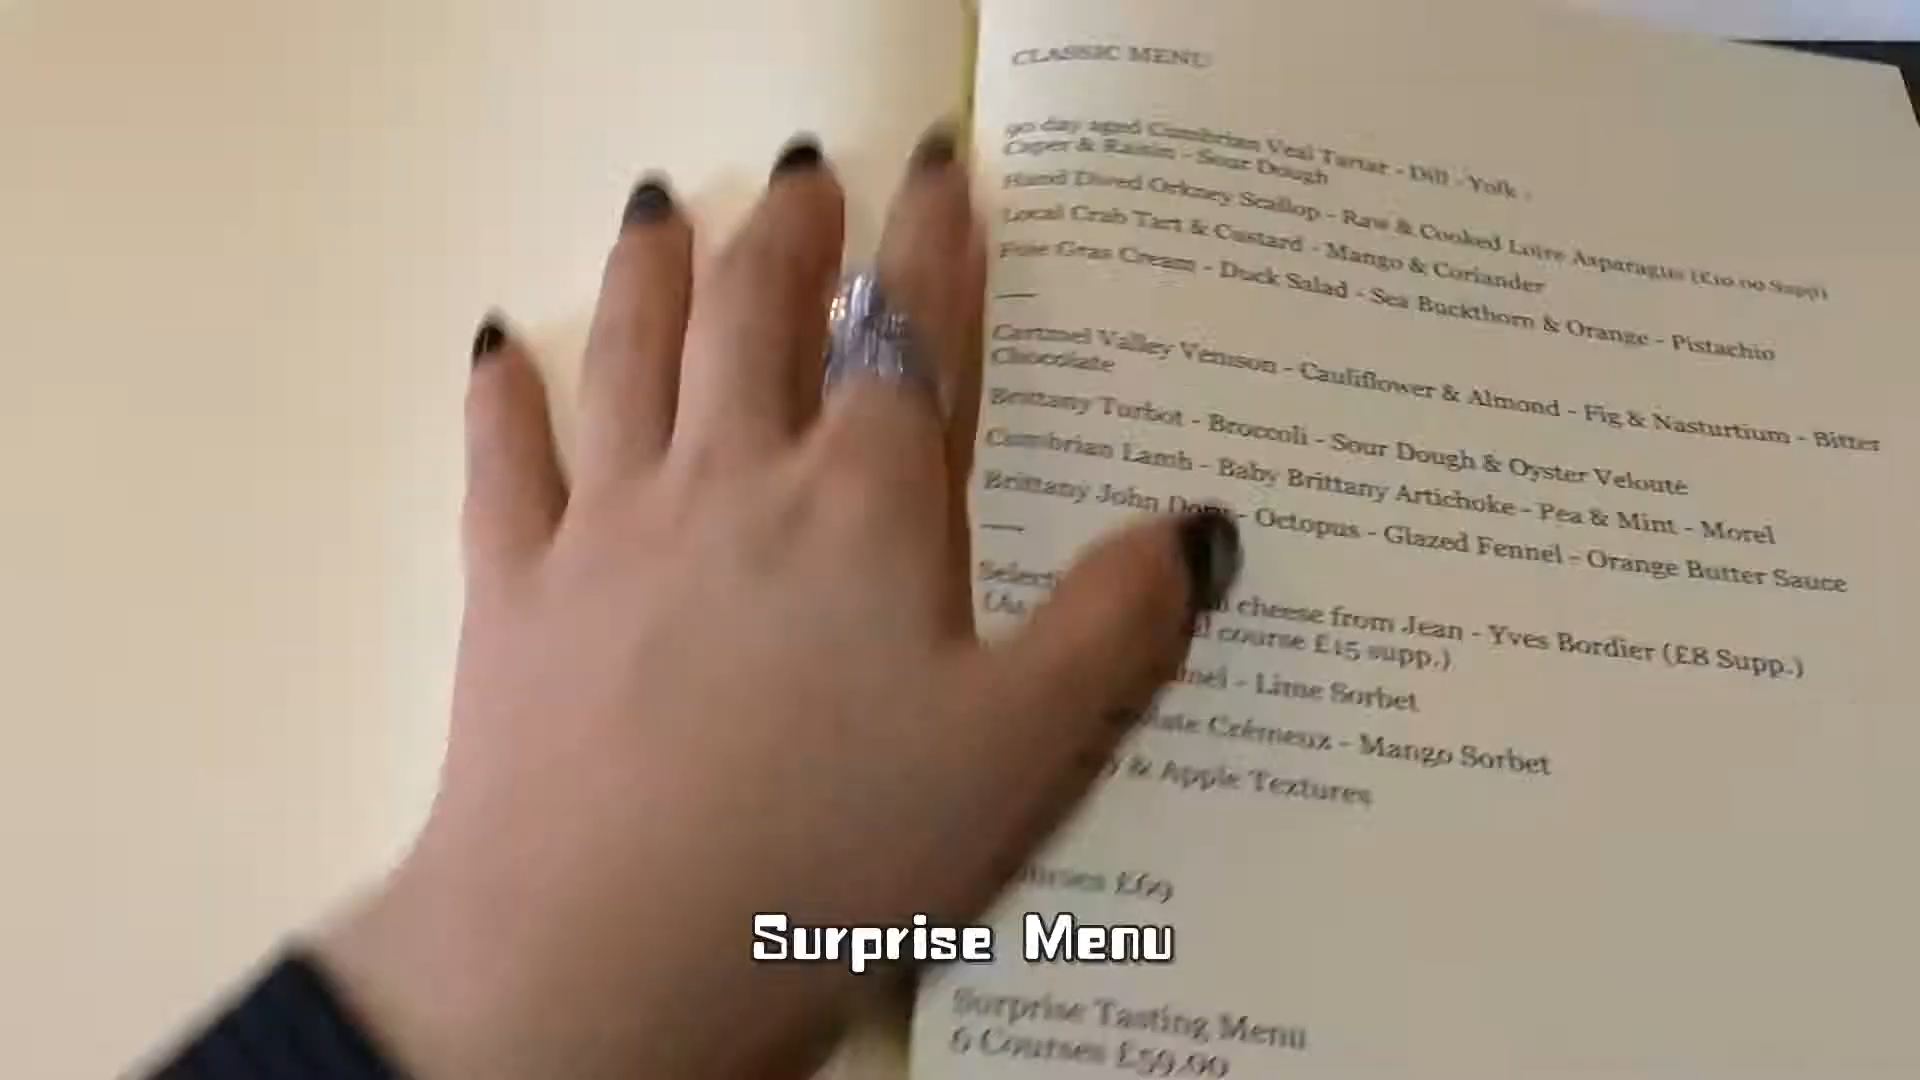 CLASSIC MENU
90 day aged Cumbrian Veal Tartar - Dill - Yolk -
Caper & Raisin - Sour Dough
Hand Dived Orkney Scallop - Raw & Cooked Loire Asparagus (£10.00 Supp)
Local Crab Tart & Custard - Mango & Coriander
Foie Gras Cream - Duck Salad - Sea Buckthorn & Orange - Pistachio
Cartmel Valley Venison - Cauliflower & Almond - Fig & Nasturtium - Bitter
Chocolate
Brittany Turbot - Broccoli - Sour Dough & Oyster Velouté
Cumbrian Lamb - Baby Brittany Artichoke - Pea & Mint - Morel
Brittany John Dory - Octopus - Glazed Fennel - Orange Butter Sauce
cheese from Jean - Yves Bordier (£8 Supp.)
course £15 supp.)
- Lime Sorbet
Crémeux - Mango Sorbet
& Apple Textures
£69
Surprise Menu
Surprise Tasting Menu
6 Courses £59.00